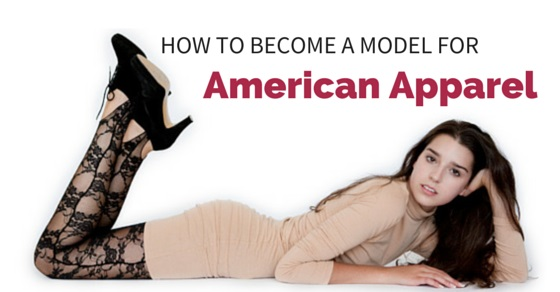 HOW TO BECOME A MODEL FOR
American Apparel